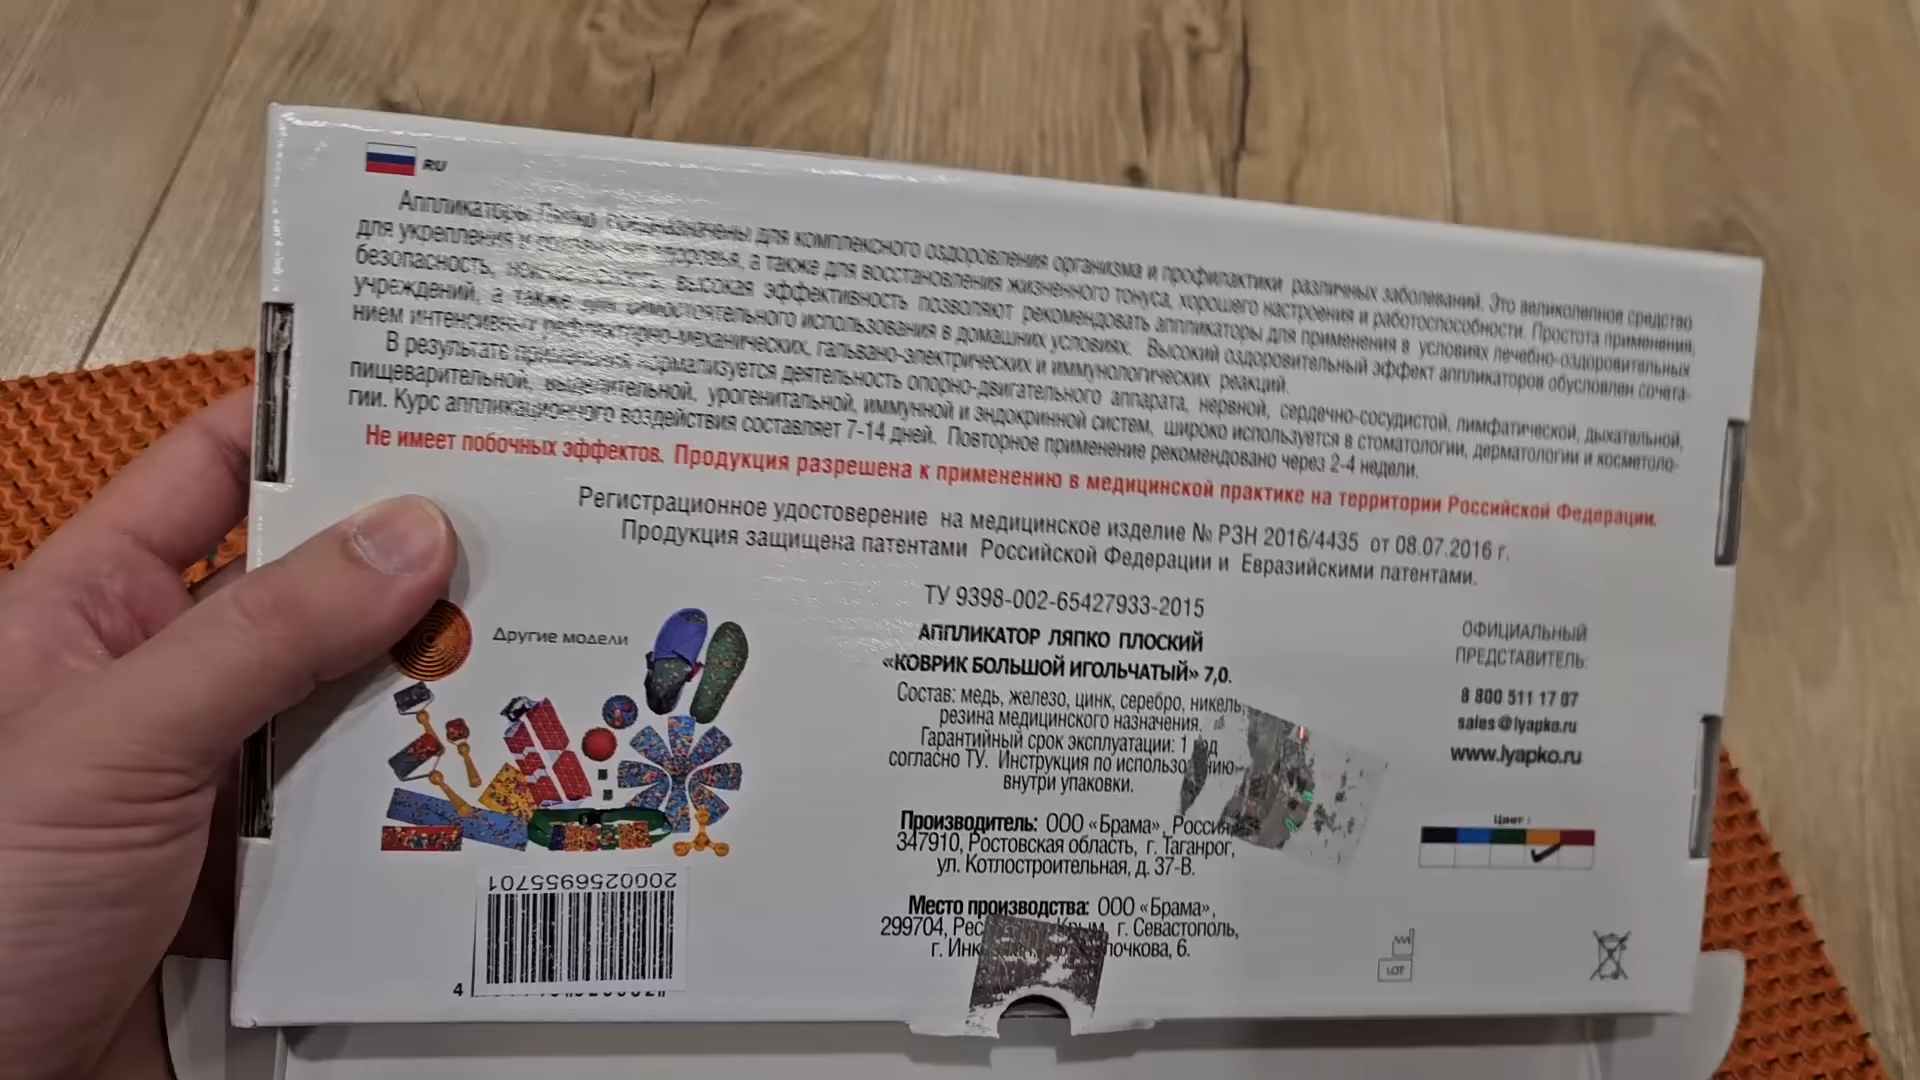 RU
Аппликаторы Ляпко предназначены для комплексного оздоровления организма и профилактики различных заболеваний. Это великолепное средство
для укрепления и здоровья, а также для восстановления жизненного тонуса, хорошего настроения и работоспособности. Простота применения,
безопасность, высокая эффективность позволяют рекомендовать аппликаторы для применения в условиях лечебно-оздоровительных
учреждений, а также для самостоятельного использования в домашних условиях. Высокий оздоровительный эффект аппликаторов обусловлен сочета-
нием интенсивных рефлекторно-механических, гальвано-электрических и иммунологических реакций.
В результате применения нормализуется деятельность опорно-двигательного аппарата, нервной, сердечно-сосудистой, лимфатической, дыхательной,
пищеварительной, выделительной, урогенитальной, иммунной и эндокринной систем, широко используется в стоматологии, дерматологии и косметоло-
гии. Курс аппликационного воздействия составляет 7-14 дней. Повторное применение рекомендовано через 2-4 недели.
Не имеет побочных эффектов. Продукция разрешена к применению в медицинской практике на территории Российской Федерации.
Регистрационное удостоверение на медицинское изделие № РЗН 2016/4435 от 08.07.2016 г.
Продукция защищена патентами Российской Федерации и Евразийскими патентами.
ТУ 9398-002-65427933-2015
АППЛИКАТОР ЛЯПКО ПЛОСКИЙ
«КОВРИК БОЛЬШОЙ ИГОЛЬЧАТЫЙ» 7,0.
Состав: медь, железо, цинк, серебро, никель,
резина медицинского назначения.
Гарантийный срок эксплуатации: 1 год
согласно ТУ. Инструкция по использованию
внутри упаковки.
Производитель: ООО «Брама», Россия,
347910, Ростовская область, г. Таганрог,
ул. Котлостроительная, д. 37-В.
Место производства: ООО «Брама»,
299704, Крым, г. Севастополь,
г. 6.
Другие модели
2000256955701
4
ОФИЦИАЛЬНЫЙ
ПРЕДСТАВИТЕЛЬ:
8 800 511 17 07
sales@lyapko.ru
www.lyapko.ru
Цвет :
LOT